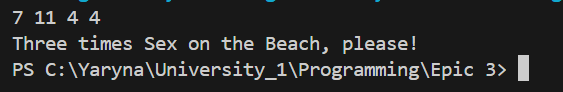 7 11 4 4
Three times Sex on the Beach, please!
PS C:\Yaryna\University_1\Programming\Epic 3>